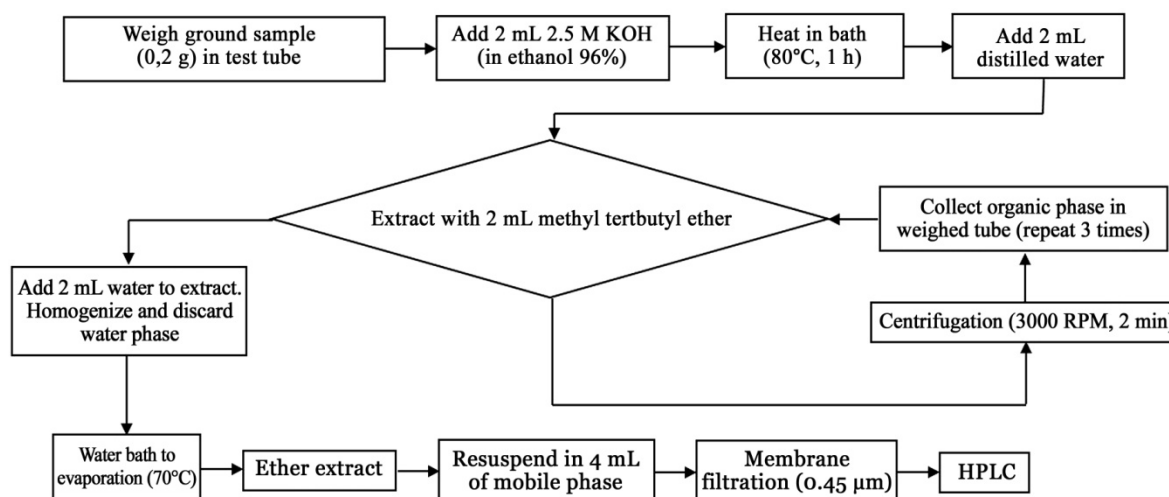 Weigh ground sample
(0,2 g) in test tube
Add 2 mL 2.5 M KOH
(in ethanol 96%)
Heat in bath
(80°C, 1 h)
Add 2 mL
distilled water
Extract with 2 mL methyl tertbutyl ether
Collect organic phase in
weighed tube (repeat 3 times)
Centrifugation (3000 RPM, 2 min)
Add 2 mL water to extract.
Homogenize and discard
water phase
Water bath to
evaporation (70°C)
Ether extract
Resuspend in 4 mL
of mobile phase
Membrane
filtration (0.45 µm)
HPLC